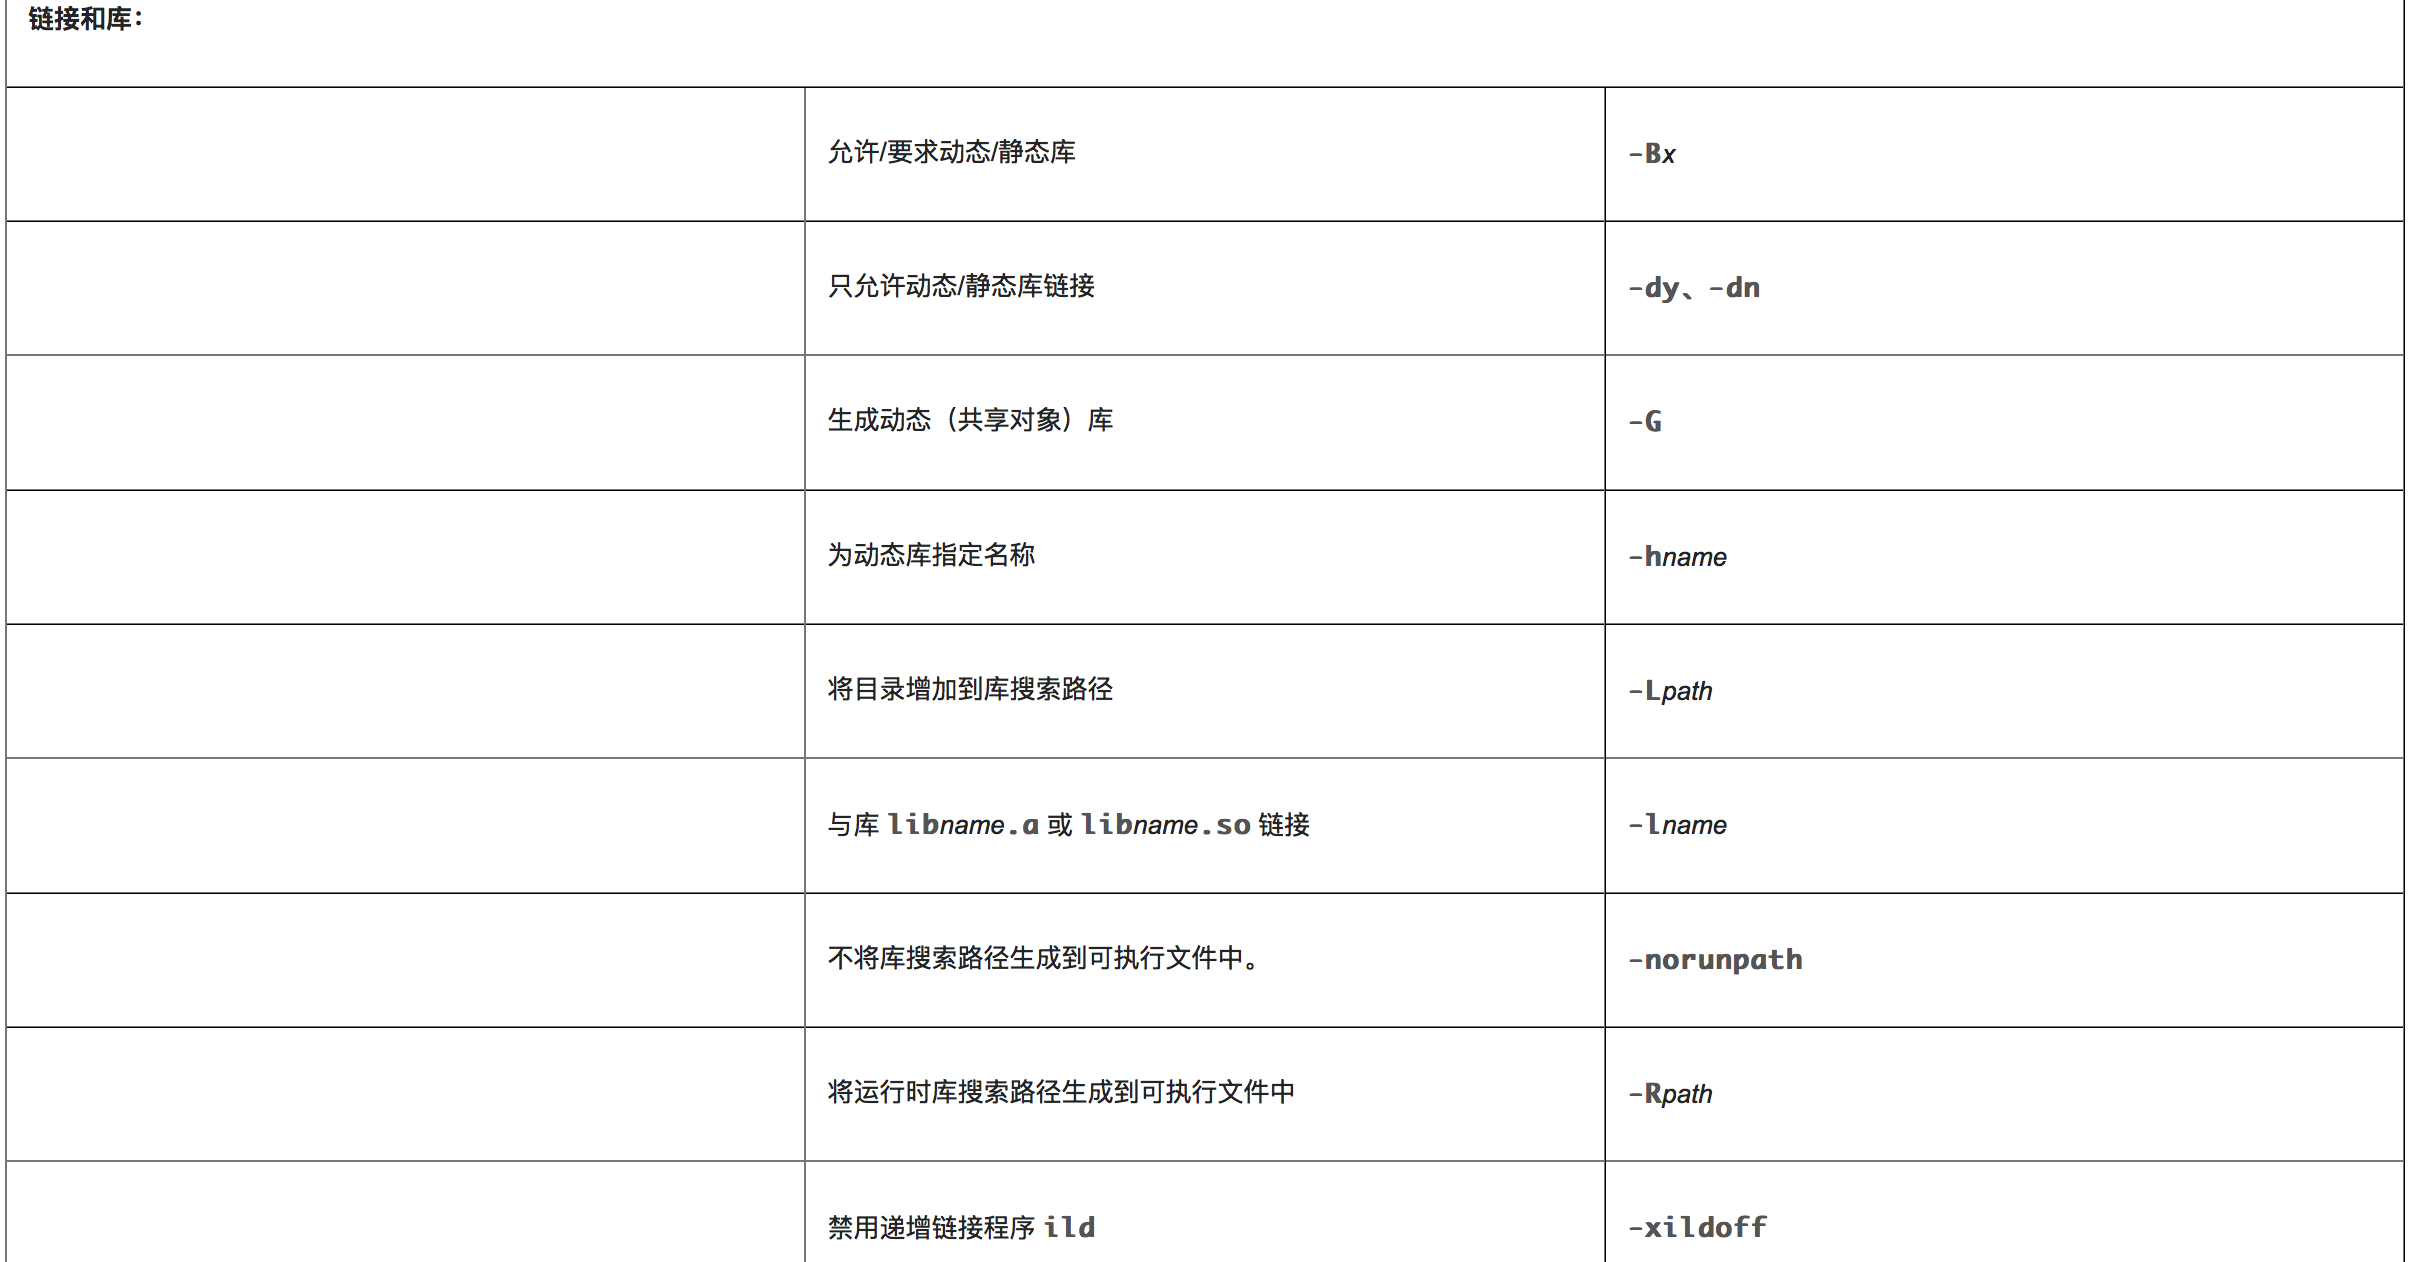 链接和库：
允许/要求动态/静态库 -Bx
只允许动态/静态库链接 -dy、-dn
生成动态（共享对象）库 -G
为动态库指定名称 -hname
将目录增加到库搜索路径 -Lpath
与库 libname.a 或 libname.so 链接 -lname
不将库搜索路径生成到可执行文件中。 -norunpath
将运行时库搜索路径生成到可执行文件中 -Rpath
禁用递增链接程序 ild -xildoff